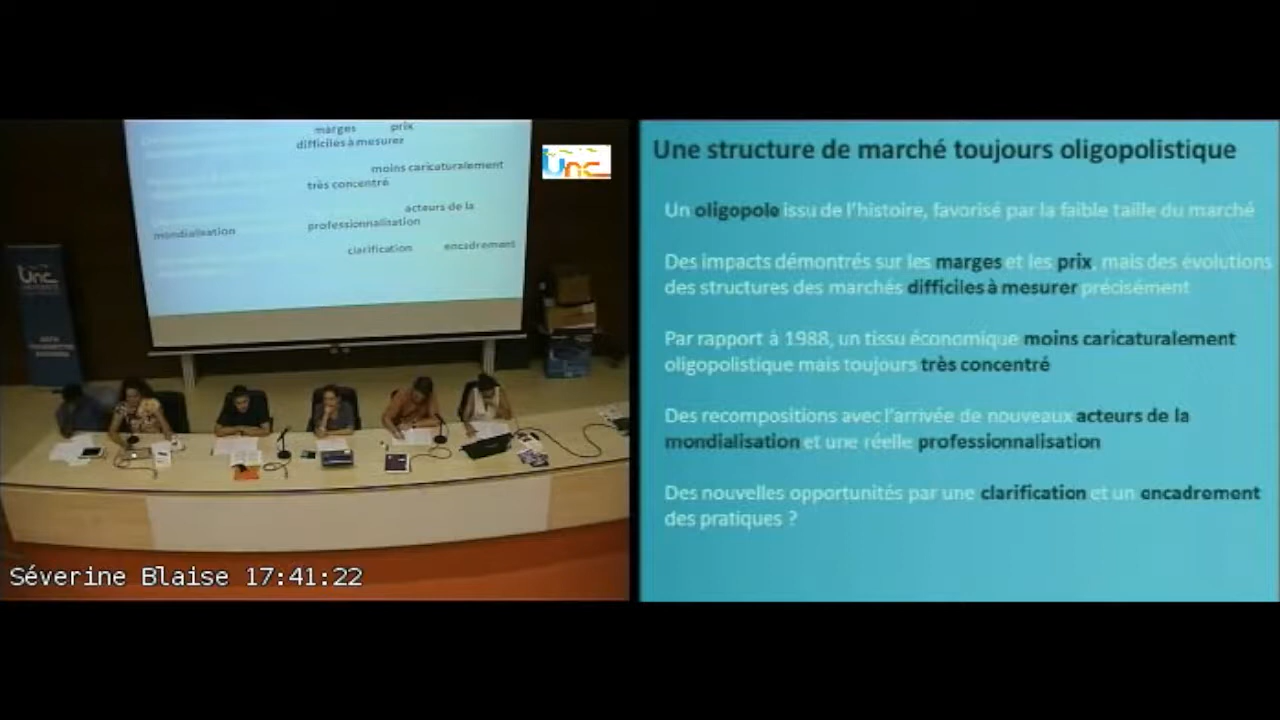 marges prix
difficiles à mesurer
moins caricaturalement
très concentré
acteurs de la
mondialisation professionnalisation
clarification encadrement
unc
unc
Séverine Blaise 17:41:22
Une structure de marché toujours oligopolistique
Un oligopole issu de l'histoire, favorisé par la faible taille du marché
Des impacts démontrés sur les marges et les prix, mais des évolutions
des structures des marchés difficiles à mesurer précisément
Par rapport à 1988, un tissu économique moins caricaturalement
oligopolistique mais toujours très concentré
Des recompositions avec l'arrivée de nouveaux acteurs de la
mondialisation et une réelle professionnalisation
Des nouvelles opportunités par une clarification et un encadrement
des pratiques ?